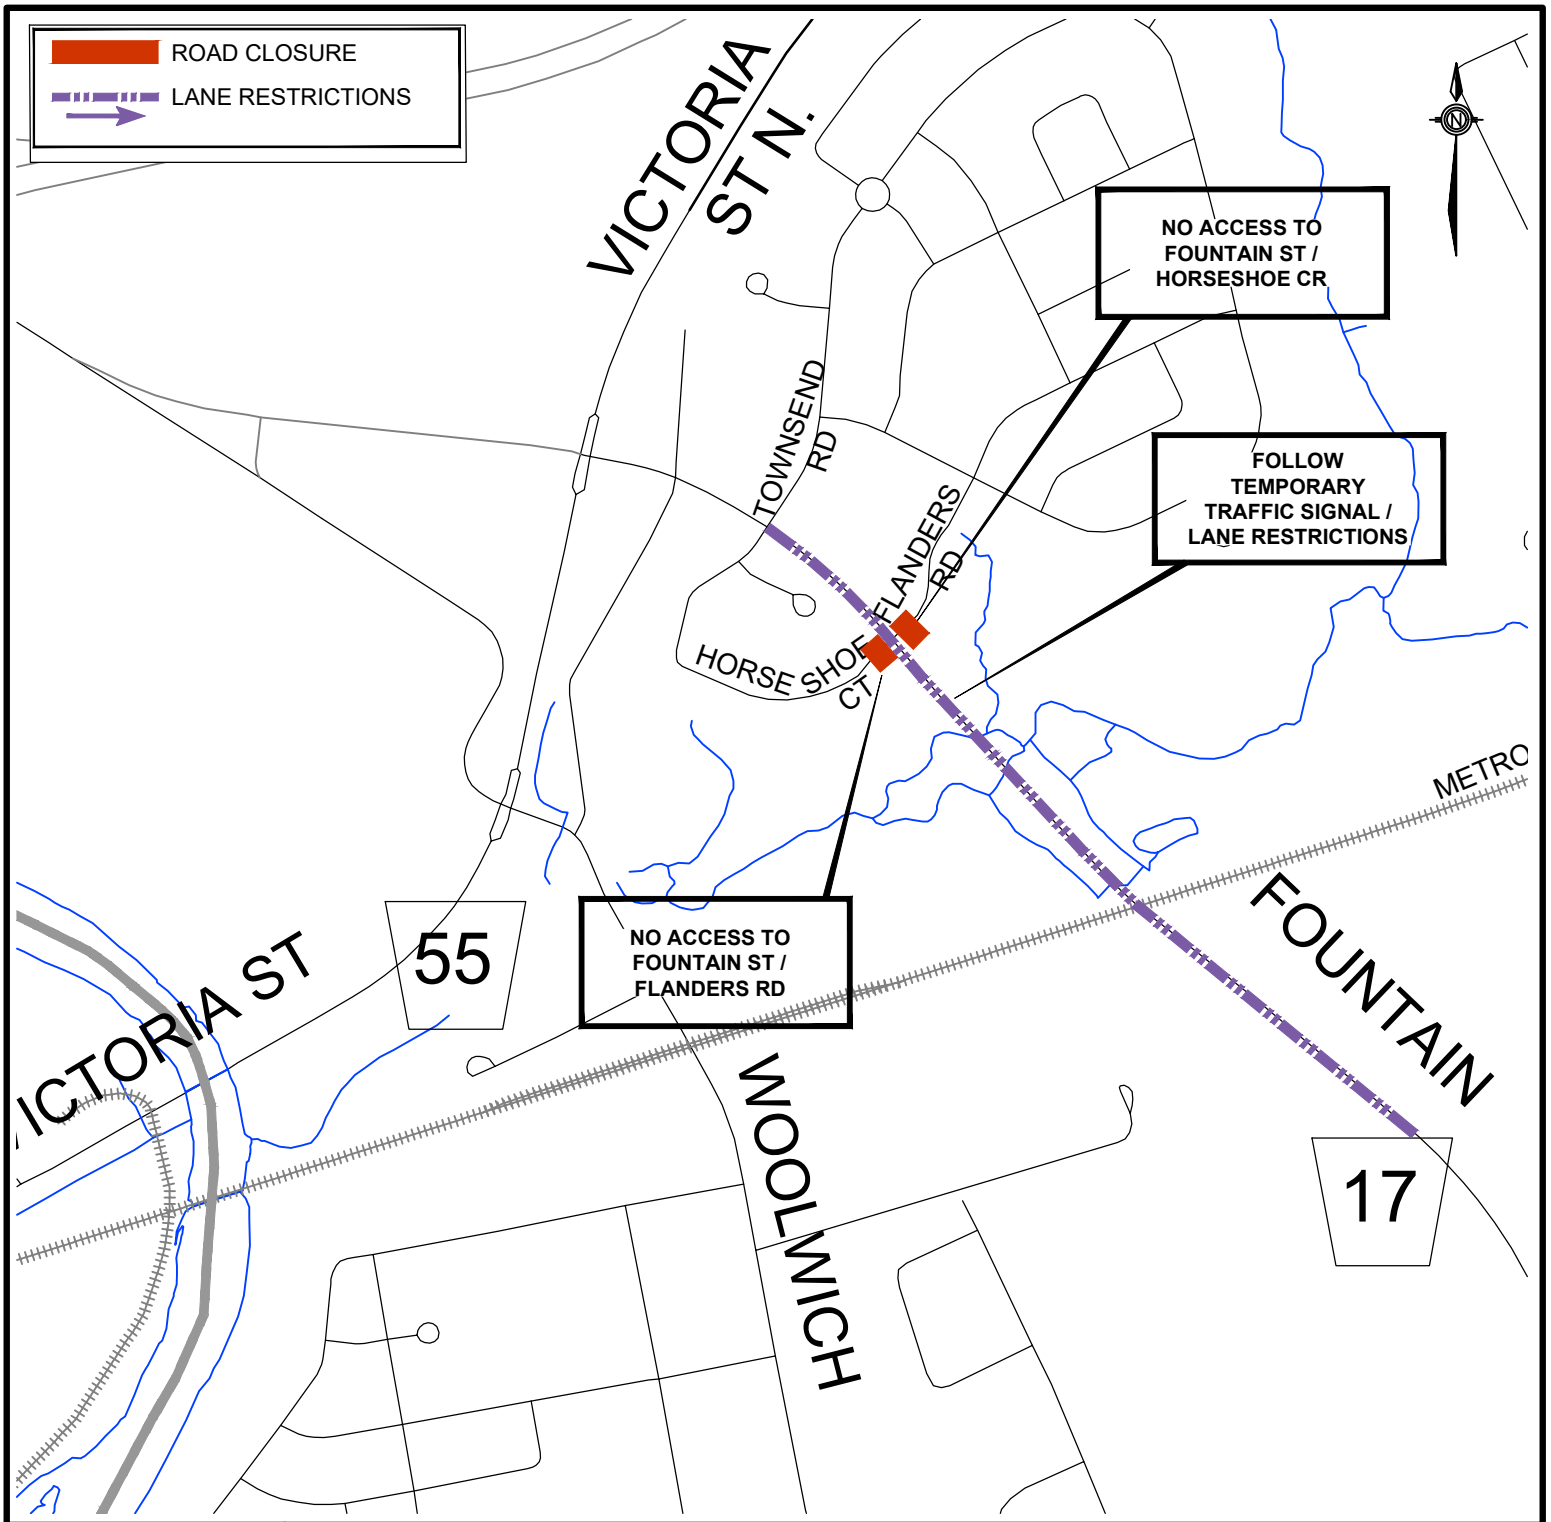 ROAD CLOSURE
LANE RESTRICTIONS
VICTORIA
ST N.
N
NO ACCESS TO
FOUNTAIN ST /
HORSESHOE CR
TOWNSEND
RD
FOLLOW
TEMPORARY
TRAFFIC SIGNAL /
LANE RESTRICTIONS
FLANDERS
RD
HORSE SHOE
CT
METRO
FOUNTAIN
NO ACCESS TO
FOUNTAIN ST /
FLANDERS RD
55
VICTORIA ST
WOOLWICH
17